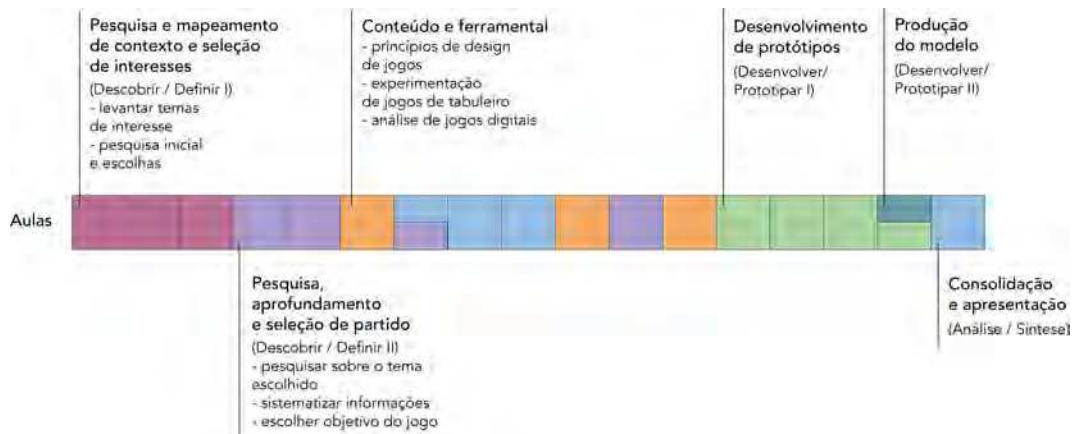 Pesquisa e mapeamento
de contexto e seleção
de interesses
(Descobrir / Definir I)
- levantar temas
de interesse
- pesquisa inicial
e escolhas
Conteúdo e ferramental
- princípios de design
de jogos
- experimentação
de jogos de tabuleiro
- análise de jogos digitais
Desenvolvimento
de protótipos
(Desenvolver/
Prototipar I)
Produção
do modelo
(Desenvolver/
Prototipar II)
Aulas
Pesquisa,
aprofundamento
e seleção de partido
(Descobrir / Definir II)
- pesquisar sobre o tema
escolhido
- sistematizar informações
- escolher objetivo do jogo
Consolidação
e apresentação
(Análise / Síntese)